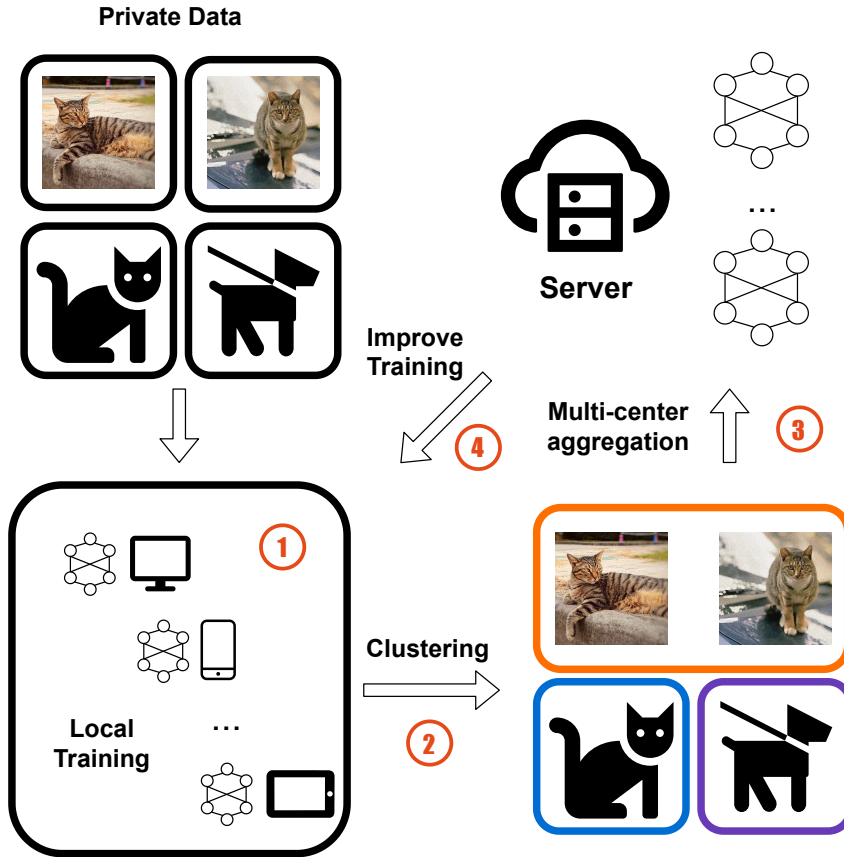 Private Data
...
Server
Improve
Training
4
Multi-center
aggregation
3
1
Clustering
2
Local
Training
...